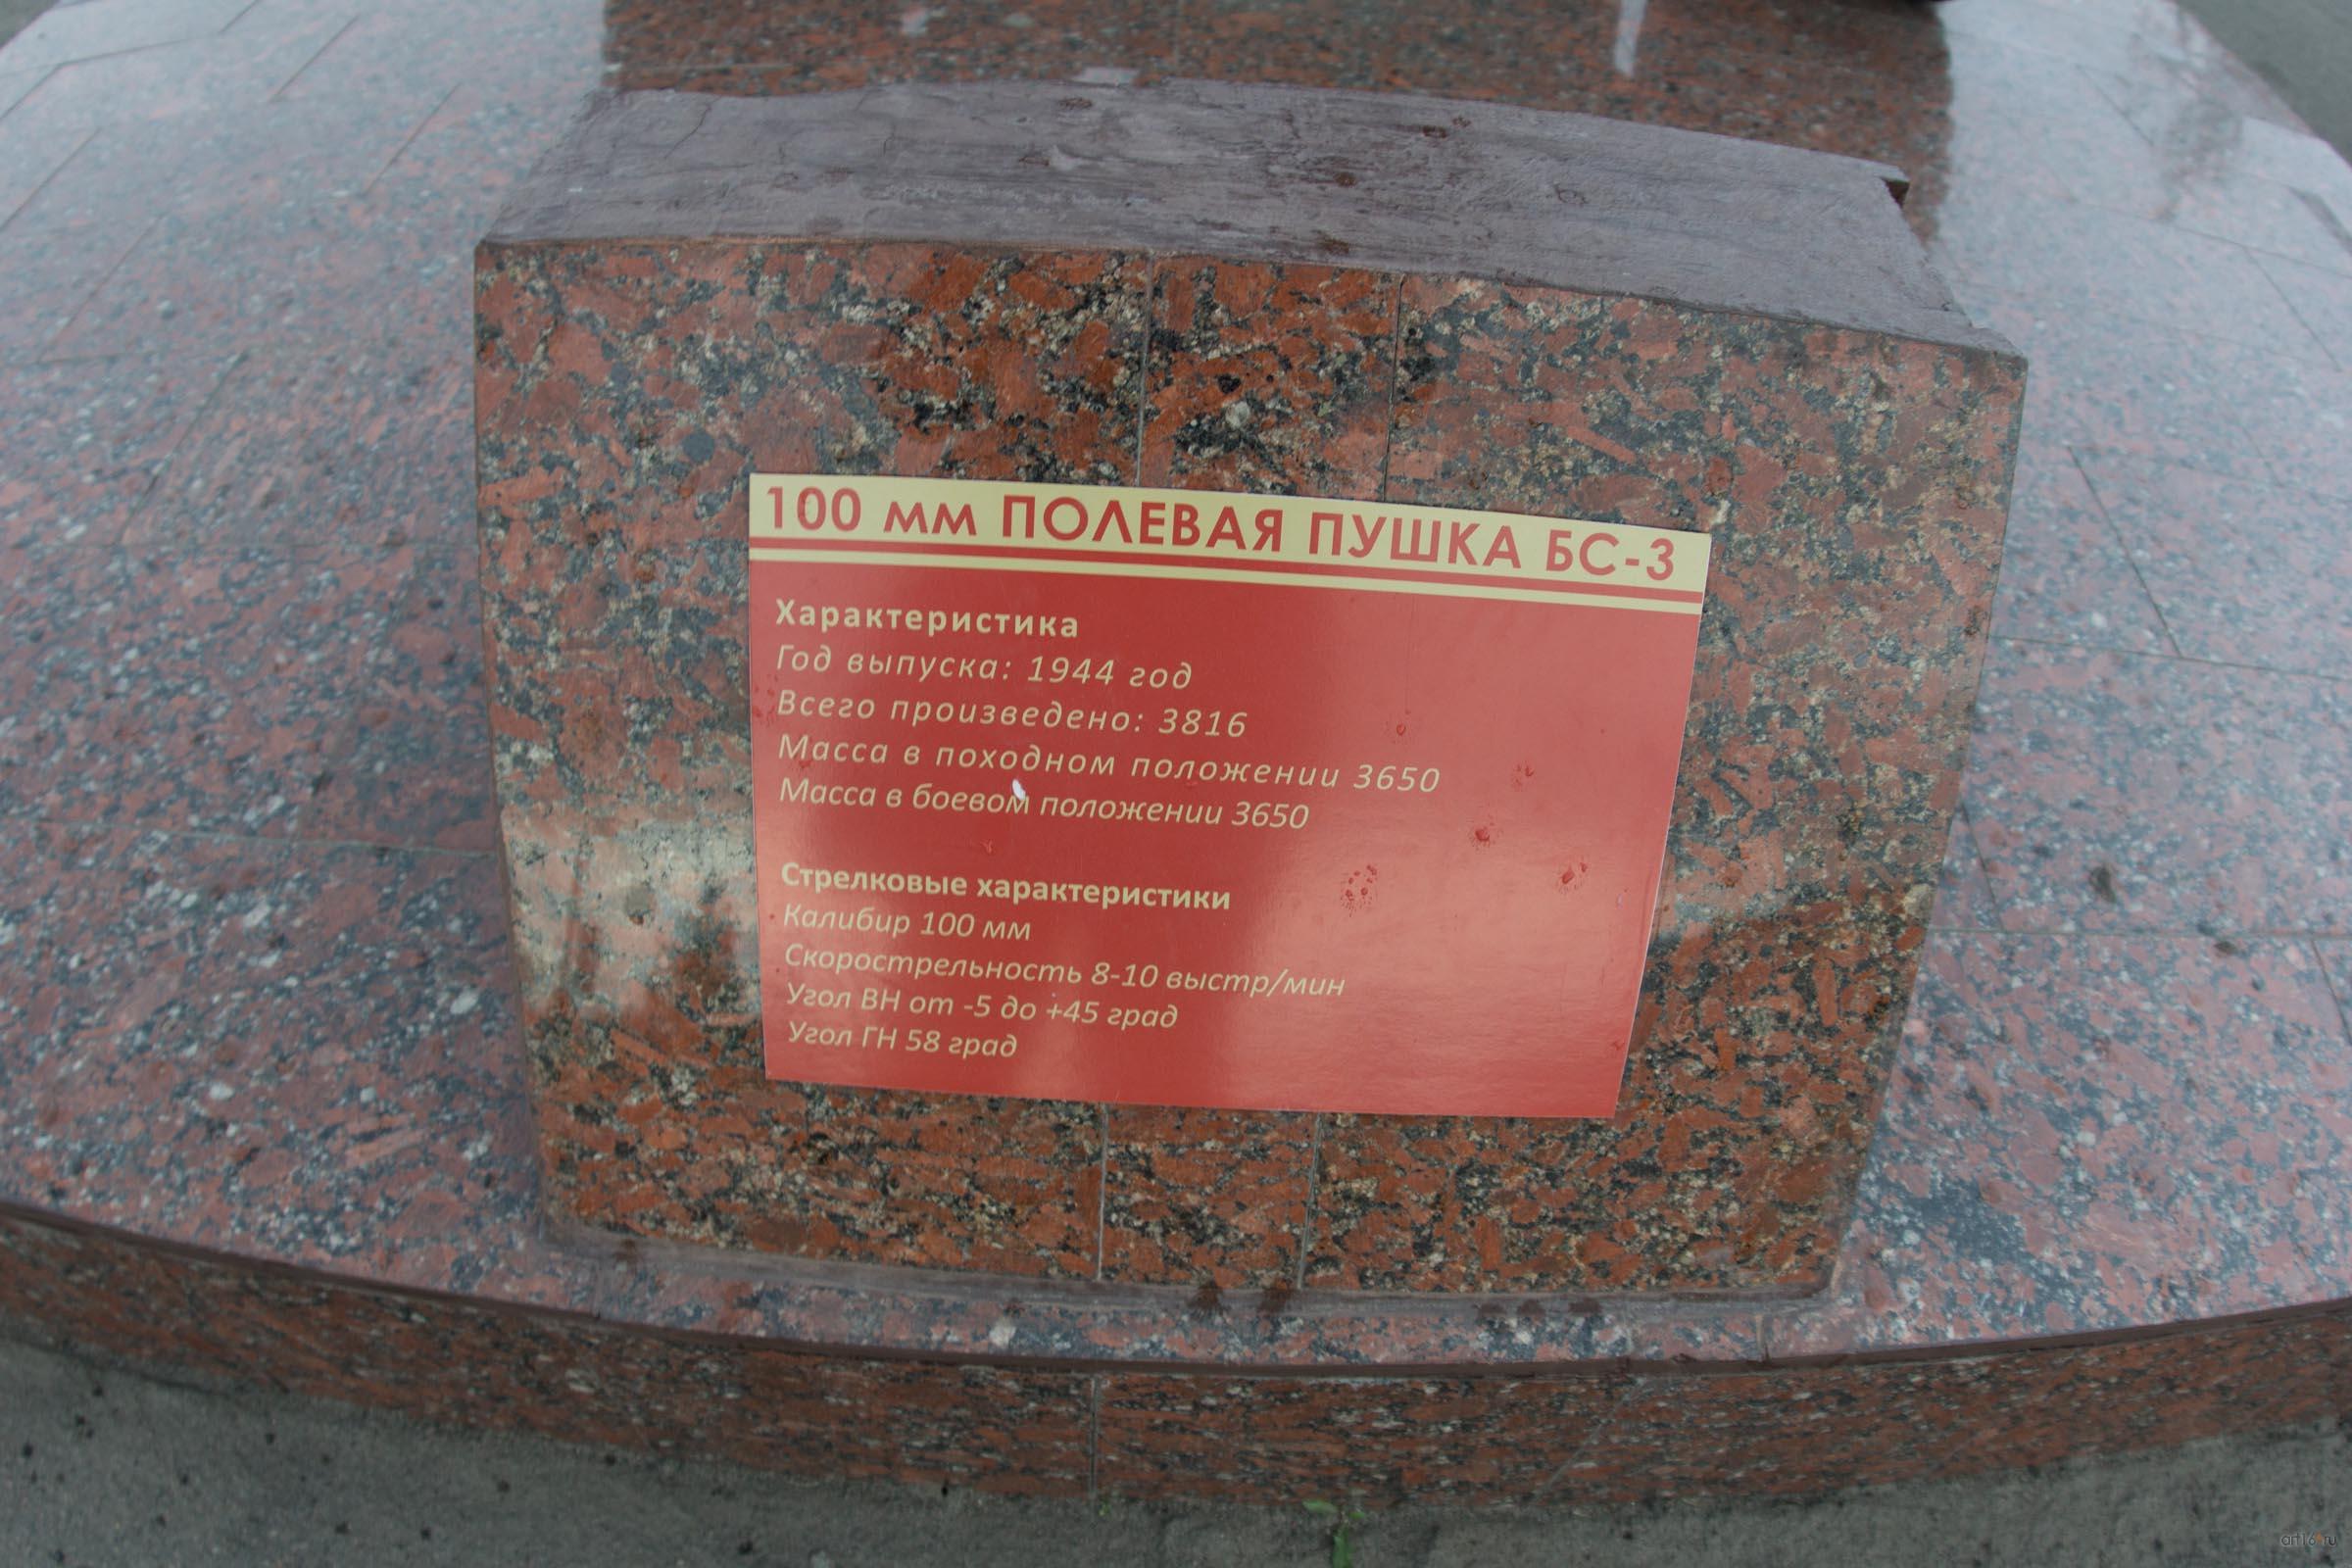 100 мм ПОЛЕВАЯ ПУШКА БС-3
Характеристика
Год выпуска: 1944 год
Всего произведено: 3816
Масса в походном положении 3650
Масса в боевом положении 3650
Стрелковые характеристики
Калибир 100 мм
Скорострельность 8-10 выстр/мин
Угол ВН от -5 до +45 град
Угол ГН 58 град
art16.ru